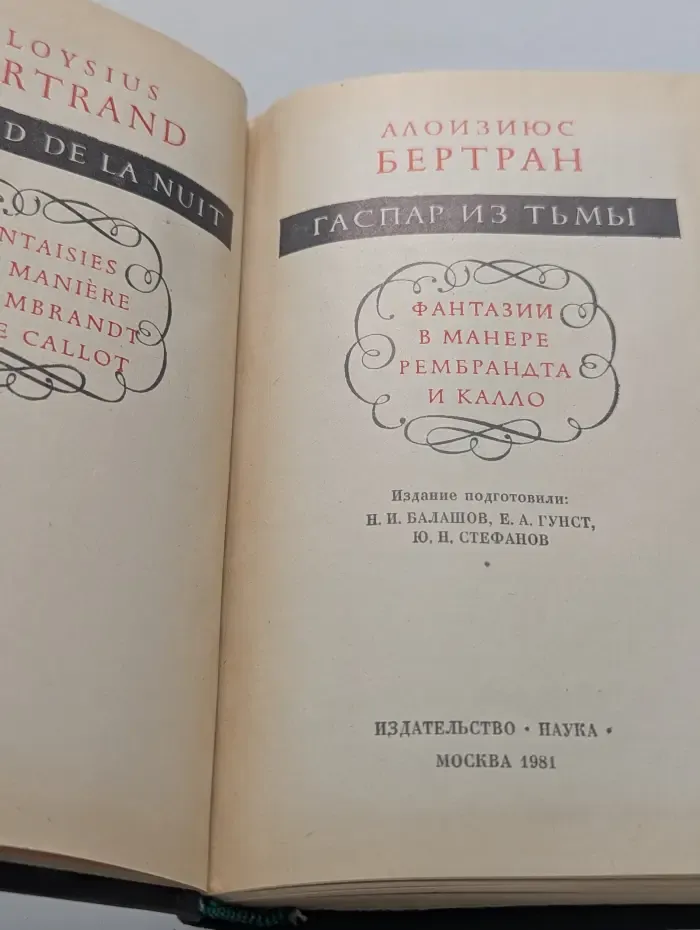 LOYSIUS
RTRAND
D DE LA NUIT
NTAISIES
MANIÈRE
MBRANDT
E CALLOT
АЛОИЗИЮС
БЕРТРАН
ГАСПАР ИЗ ТЬМЫ
ФАНТАЗИИ
В МАНЕРЕ
РЕМБРАНДТА
И КАЛЛО
Издание подготовили:
Н. И. БАЛАШОВ, Е. А. ГУНСТ,
Ю. Н. СТЕФАНОВ
ИЗДАТЕЛЬСТВО • НАУКА •
МОСКВА 1981